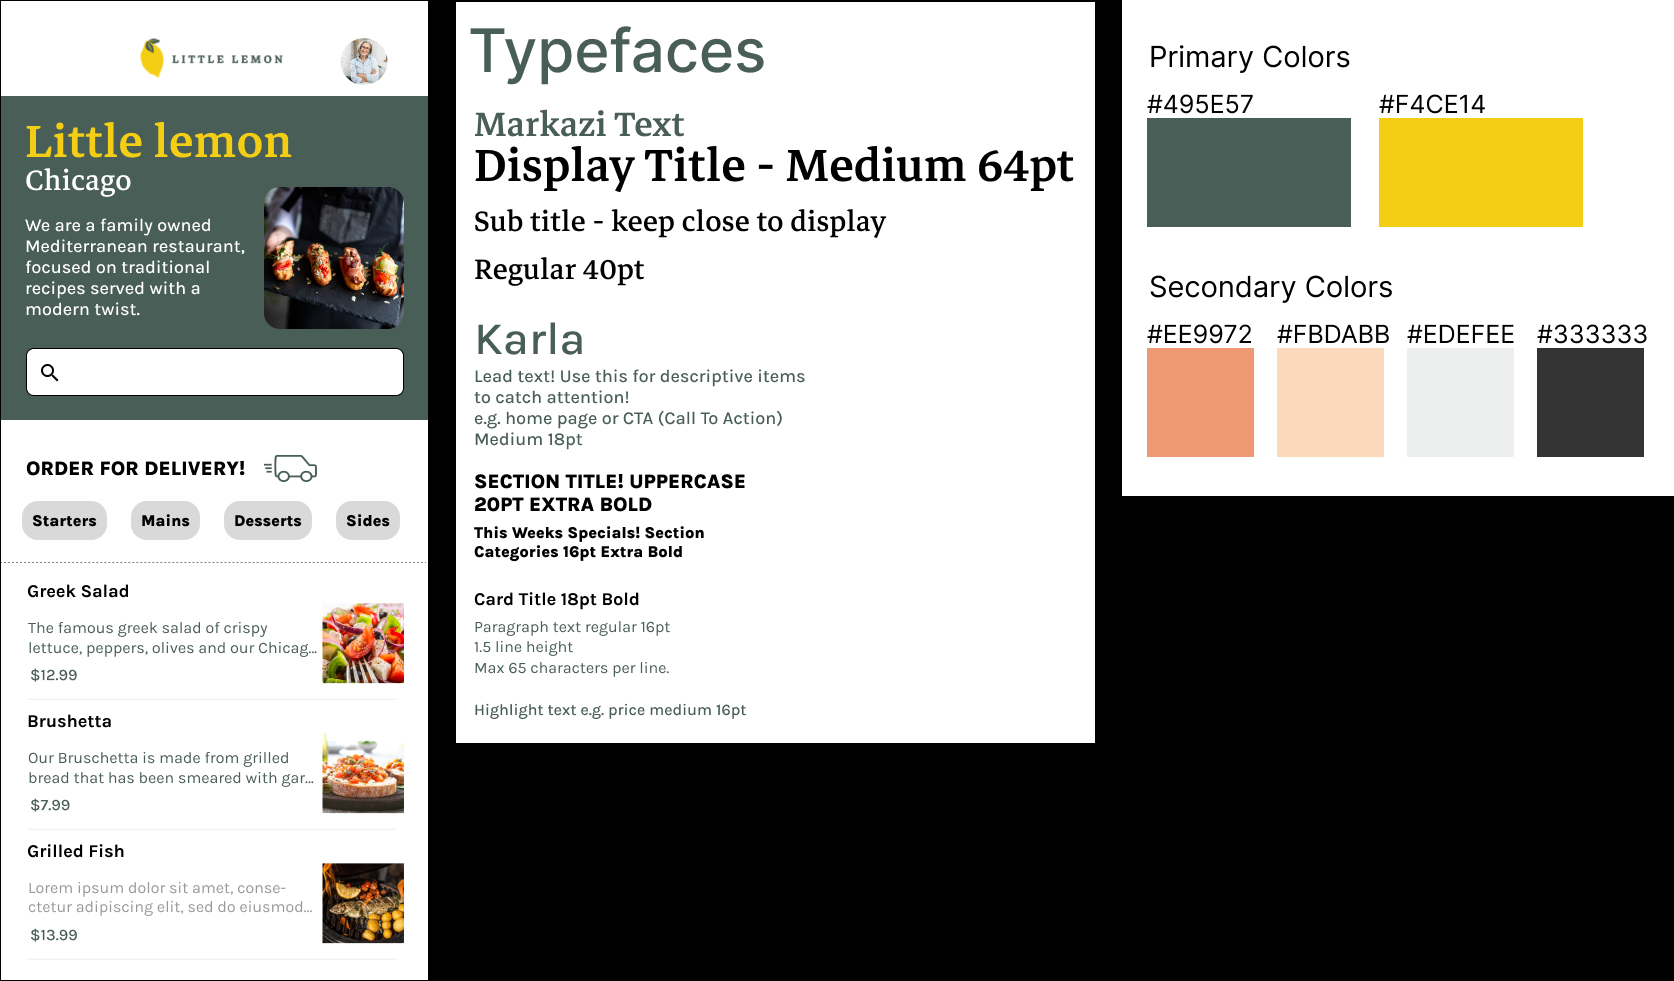 LITTLE LEMON
Little lemon
Chicago
We are a family owned
Mediterranean restaurant,
focused on traditional
recipes served with a
modern twist.
ORDER FOR DELIVERY!
Starters Mains Desserts Sides
Greek Salad
The famous greek salad of crispy
lettuce, peppers, olives and our Chicag...
$12.99
Brushetta
Our Bruschetta is made from grilled
bread that has been smeared with gar...
$7.99
Grilled Fish
Lorem ipsum dolor sit amet, conse-
ctetur adipiscing elit, sed do eiusmod...
$13.99
Typefaces
Markazi Text
Display Title - Medium 64pt
Sub title - keep close to display
Regular 40pt
Karla
Lead text! Use this for descriptive items
to catch attention!
e.g. home page or CTA (Call To Action)
Medium 18pt
SECTION TITLE! UPPERCASE
20PT EXTRA BOLD
This Weeks Specials! Section
Categories 16pt Extra Bold
Card Title 18pt Bold
Paragraph text regular 16pt
1.5 line height
Max 65 characters per line.
Highlight text e.g. price medium 16pt
Primary Colors
#495E57 #F4CE14
Secondary Colors
#EE9972 #FBDABB #EDEFEE #333333